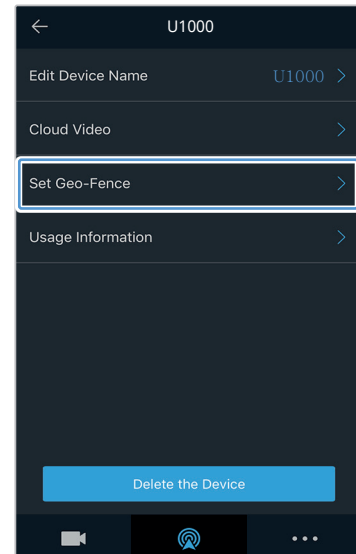 U1000
Edit Device Name U1000
Cloud Video
Set Geo-Fence
Usage Information
Delete the Device